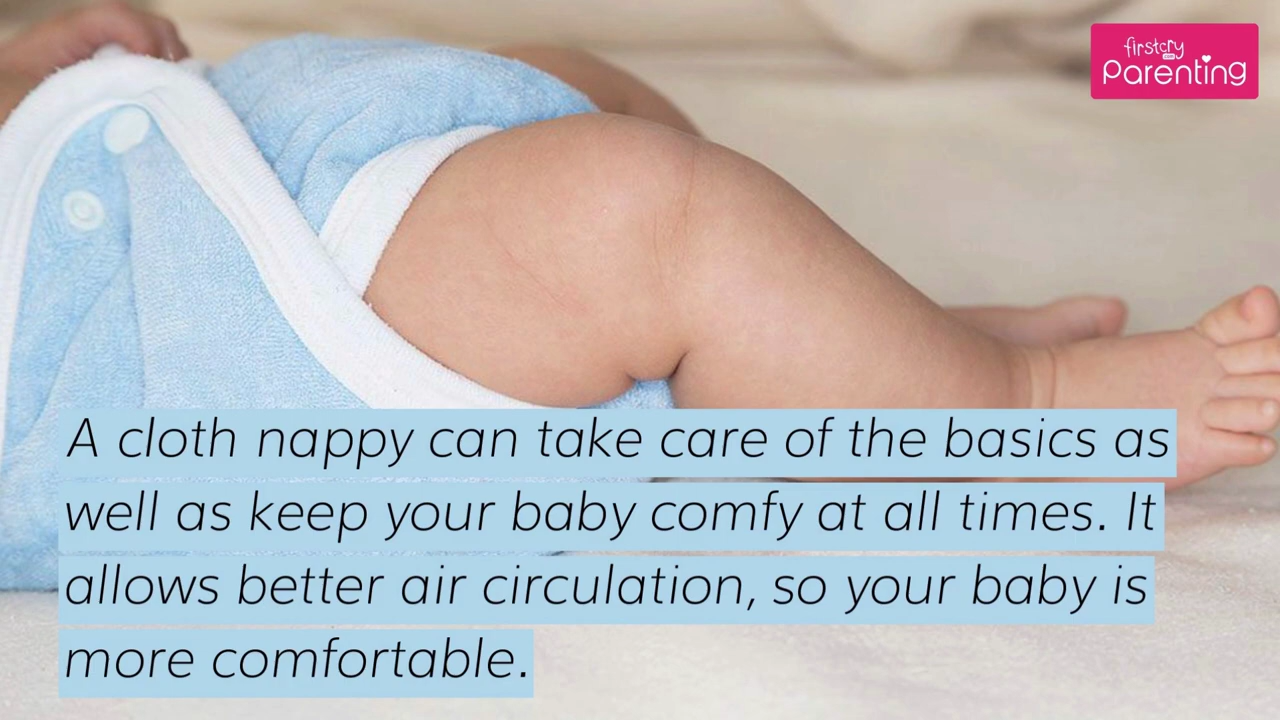 firstcry
.com
Parenting
A cloth nappy can take care of the basics as
well as keep your baby comfy at all times. It
allows better air circulation, so your baby is
more comfortable.